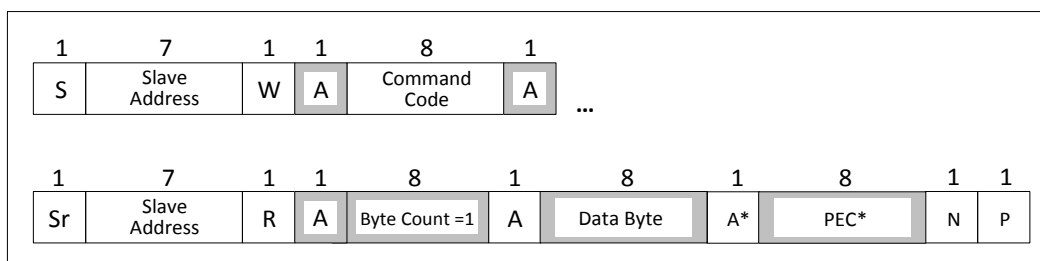 1 7 1 1 8 1
S Slave Address W A Command Code A ...
1 7 1 1 8 1 8 1 8 1 1
Sr Slave Address R A Byte Count =1 A Data Byte A* PEC* N P